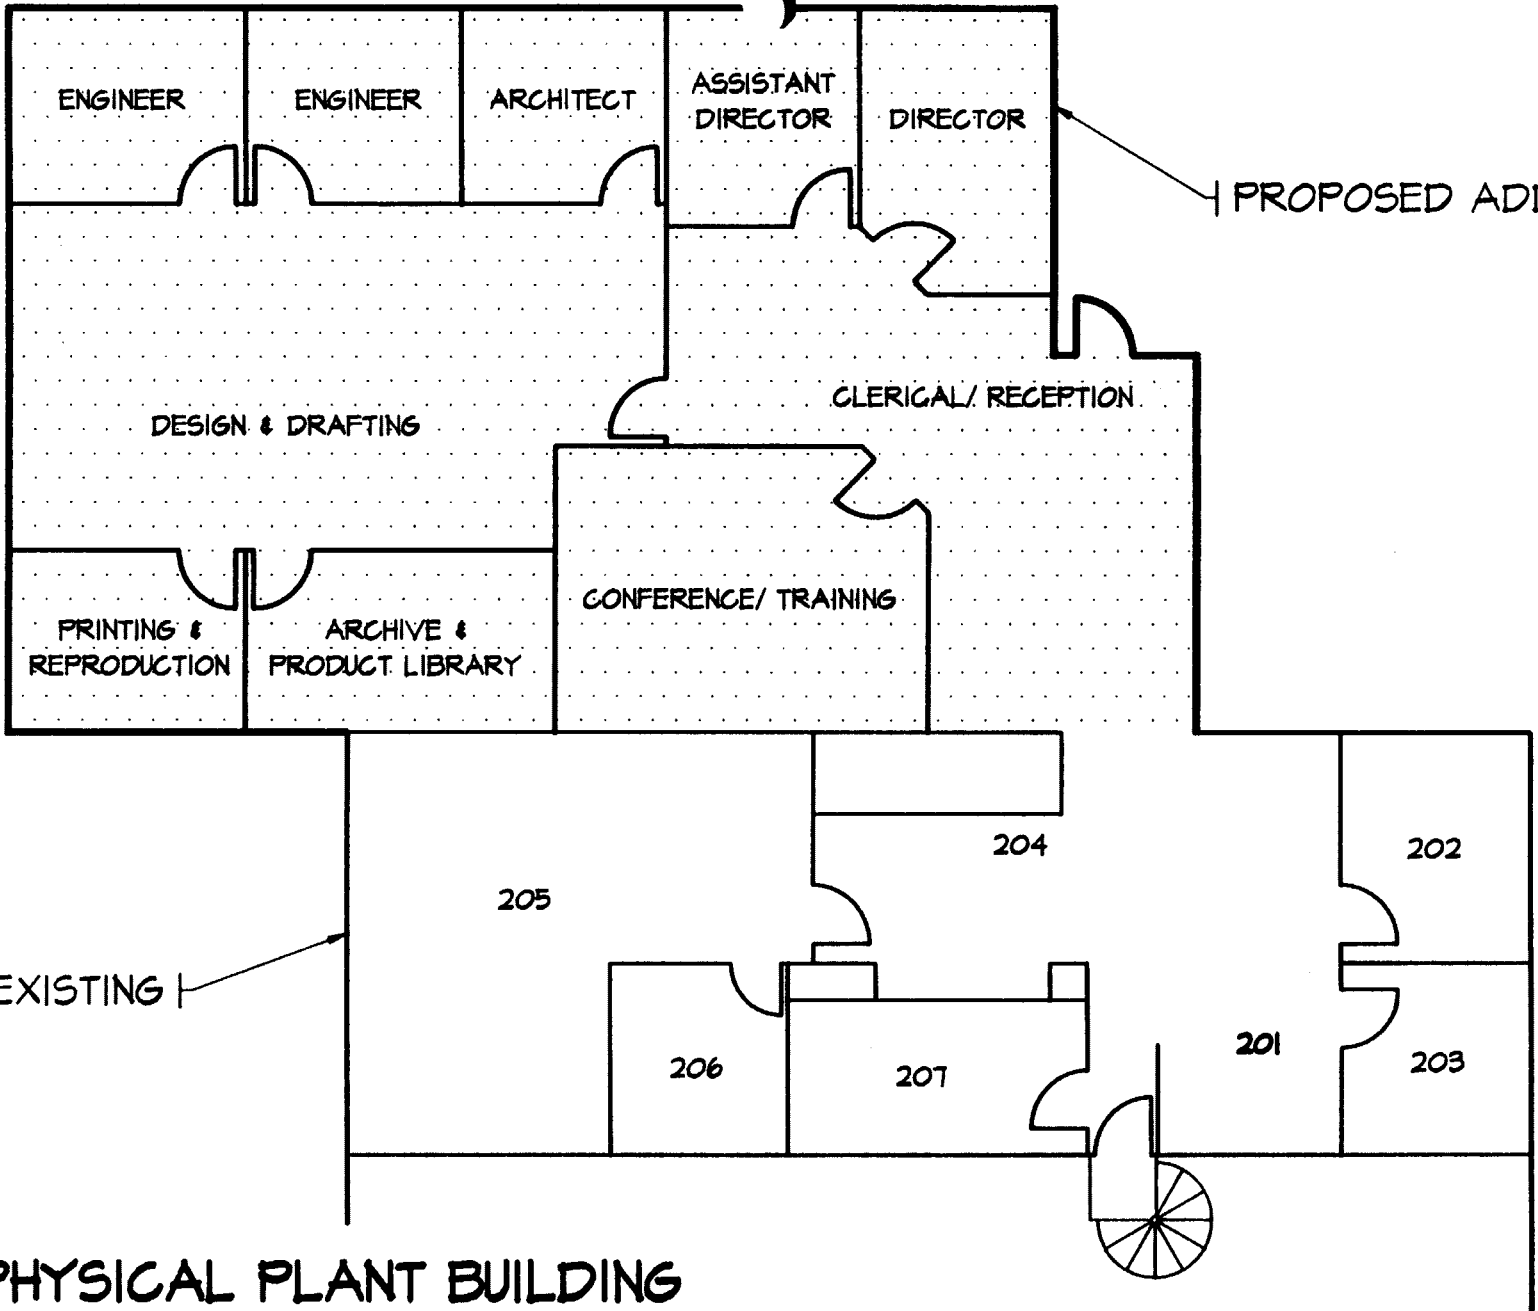 ENGINEER
ENGINEER
ARCHITECT
ASSISTANT
DIRECTOR
DIRECTOR
PROPOSED ADI
CLERICAL/ RECEPTION
DESIGN & DRAFTING
CONFERENCE/ TRAINING
PRINTING &
REPRODUCTION
ARCHIVE &
PRODUCT LIBRARY
204
202
205
EXISTING
201
206
207
203
PHYSICAL PLANT BUILDING